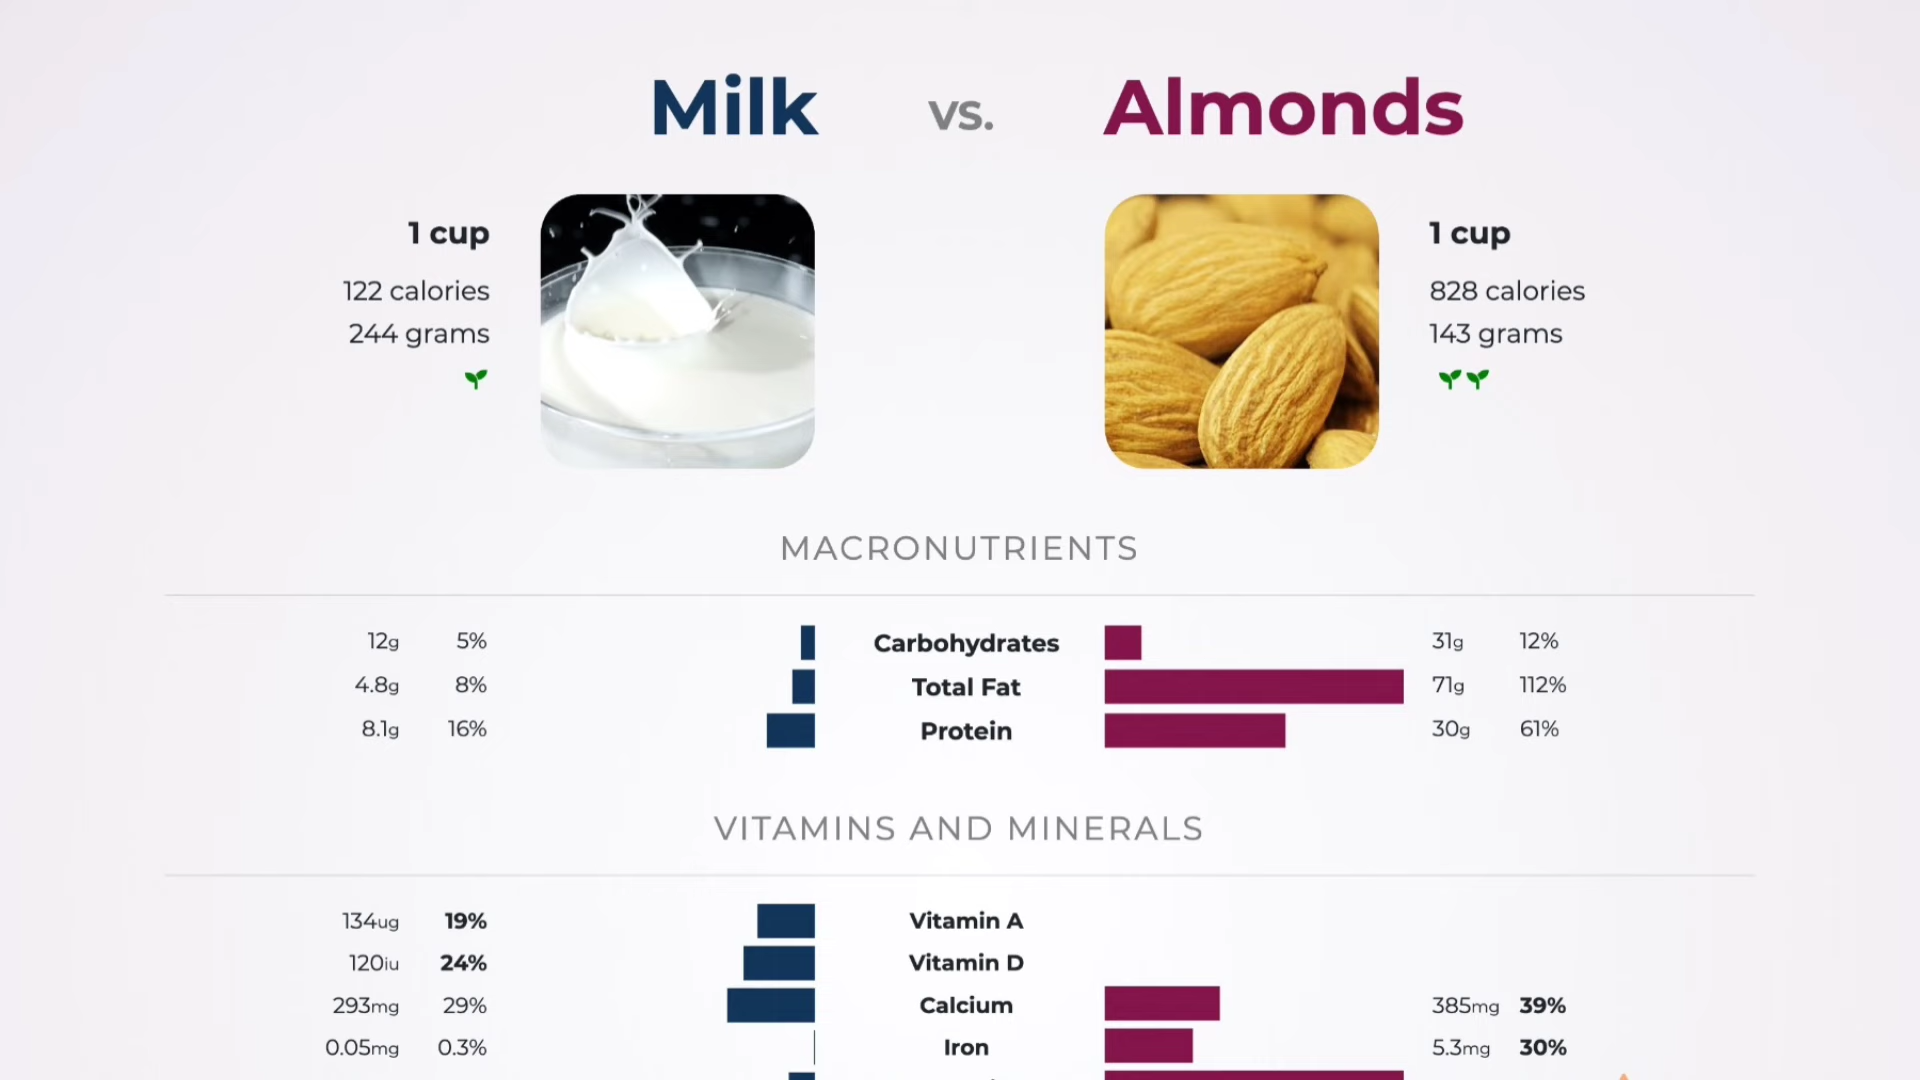 Milk vs. Almonds
1 cup
122 calories
244 grams
1 cup
828 calories
143 grams
MACRONUTRIENTS
12g 5% Carbohydrates 31g 12%
4.8g 8% Total Fat 71g 112%
8.1g 16% Protein 30g 61%
VITAMINS AND MINERALS
134ug 19% Vitamin A
120iu 24% Vitamin D
293mg 29% Calcium 385mg 39%
0.05mg 0.3% Iron 5.3mg 30%